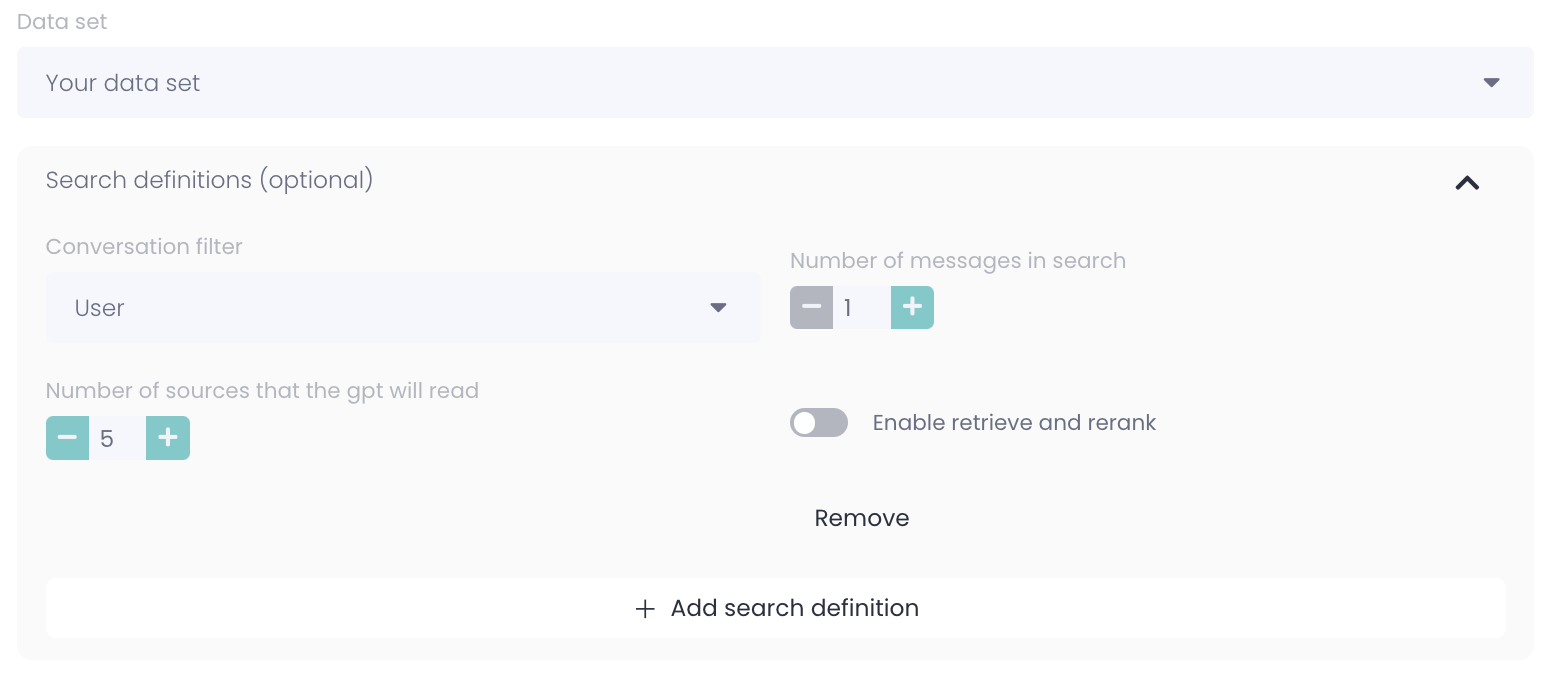 Data set
Your data set
Search definitions (optional)
Conversation filter
Number of messages in search
User
1
Number of sources that the gpt will read
5
Enable retrieve and rerank
Remove
+ Add search definition